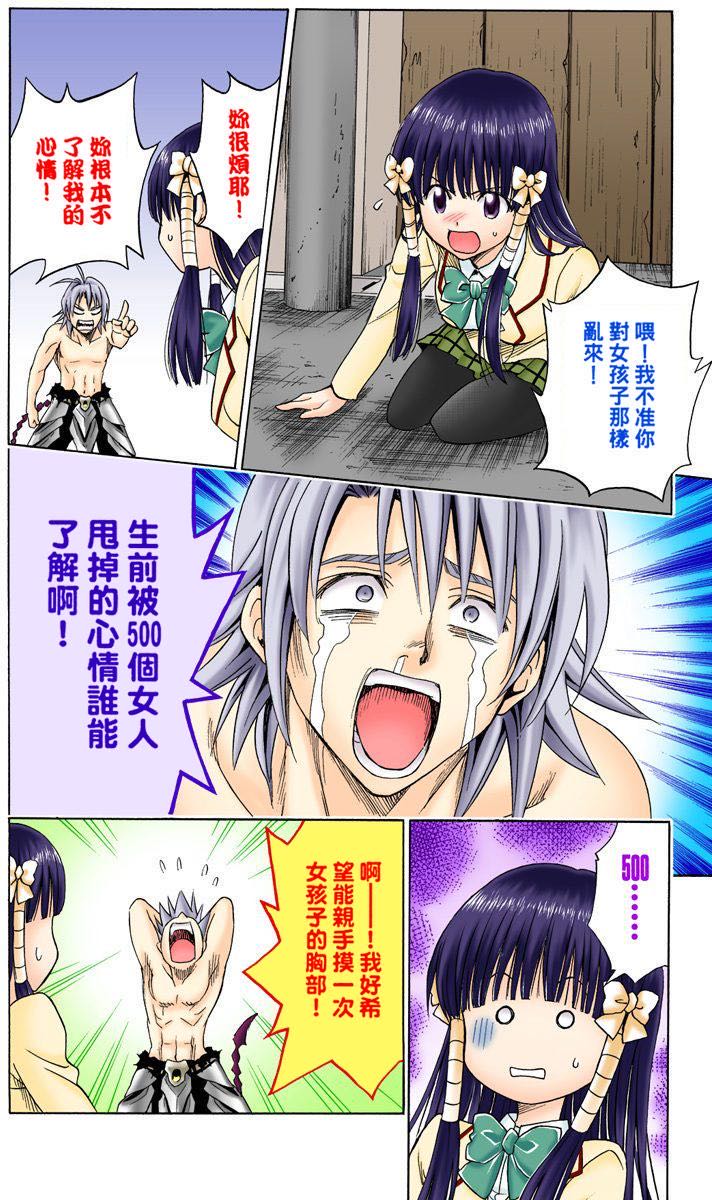 喂！我不准你
對女孩子那樣
亂來！
妳很煩耶！
妳根本不
了解我的
心情！
生前被500個女人
甩掉的心情誰能
了解啊！
500……
啊——！我好希
望能親手摸一次
女孩子的胸部！